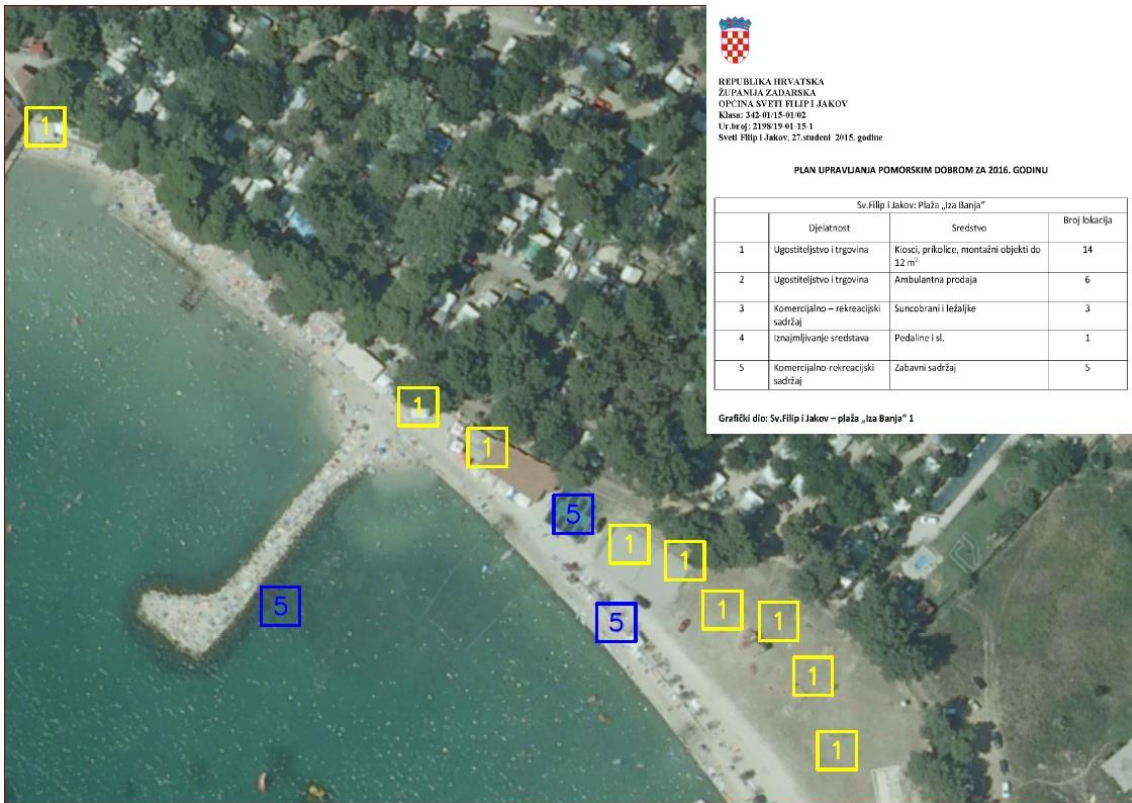 REPUBLIKA HRVATSKA
ŽUPANIJA ZADARSKA
OPĆINA SVETI FILIP I JAKOV
Klasa: 342-01/15-01/02
Ur.broj: 2198/19-01-15-1
Sveti Filip i Jakov, 27.studeni 2015. godine
PLAN UPRAVLJANJA POMORSKIM DOBROM ZA 2016. GODINU
Sv.Filip i Jakov: Plaža „Iza Banja"
Djelatnost Sredstvo Broj lokacija
1 Ugostiteljstvo i trgovina Kiosci, prikolice, montažni objekti do 14
12 m²
2 Ugostiteljstvo i trgovina Ambulantna prodaja 6
3 Komercijalno – rekreacijski Suncobrani i ležaljke 3
sadržaj
4 Iznajmljivanje sredstava Pedaline i sl. 1
5 Komercijalno-rekreacijski Zabavni sadržaj 5
sadržaj
Grafički dio: Sv.Filip i Jakov – plaža „Iza Banja" 1
1
1
1
5
1
1
5
1
1
5
1
1